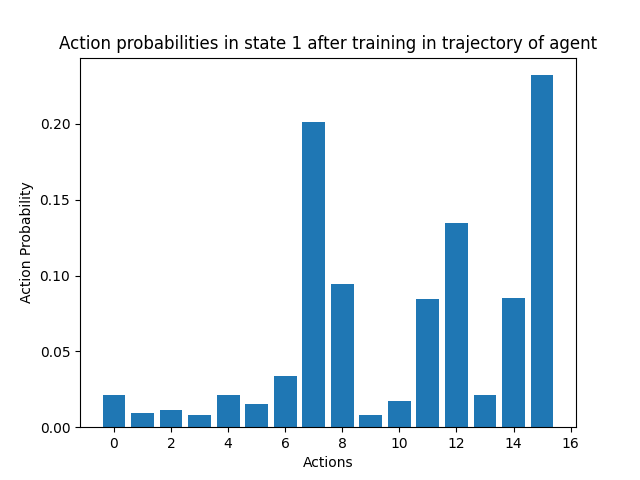 Action probabilities in state 1 after training in trajectory of agent
0.20
0.15
0.10
0.05
0.00
Action Probability
0 2 4 6 8 10 12 14 16
Actions